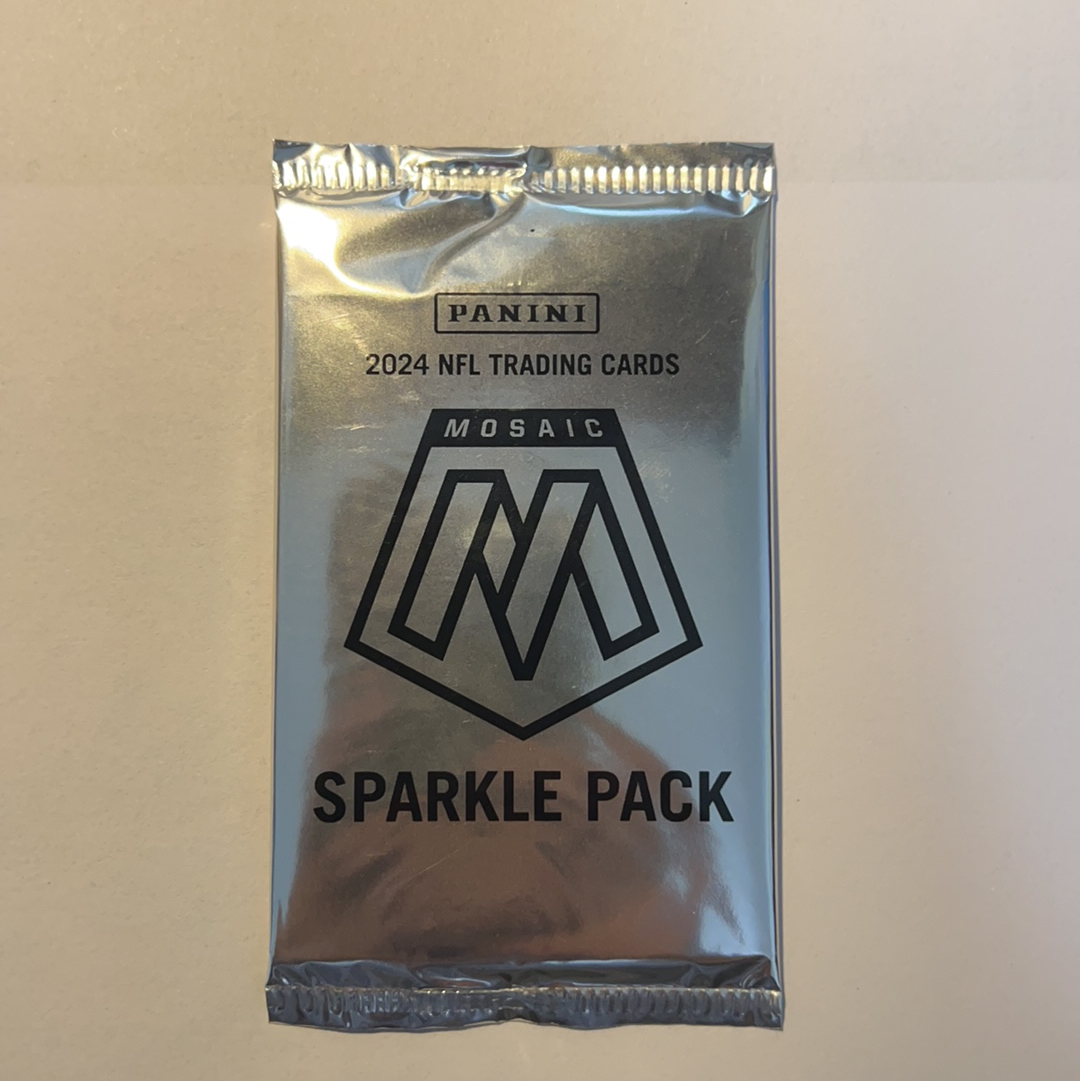 PANINI
2024 NFL TRADING CARDS
MOSAIC
M
SPARKLE PACK